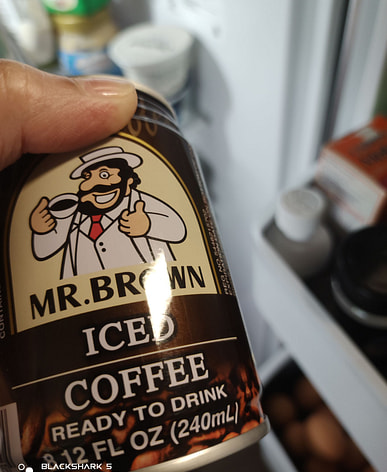 MR.BROWN
ICED
COFFEE
READY TO DRINK
8.12 FL OZ (240mL)
BLACKSHARK 5